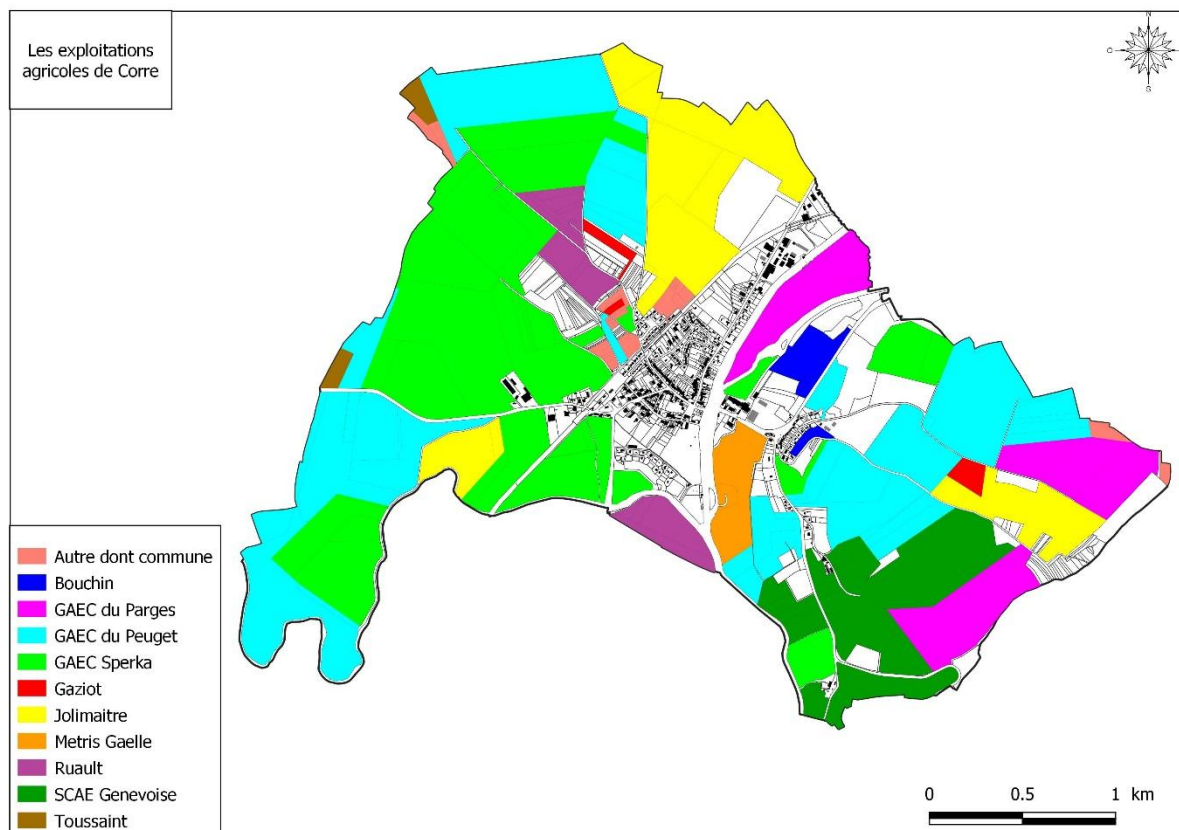 Les exploitations
agricoles de Corre
N
O
E
S
Autre dont commune
Bouchin
GAEC du Parges
GAEC du Peuget
GAEC Sperka
Gaziot
Jolimaitre
Metris Gaelle
Ruault
SCAE Genevoise
Toussaint
0 0.5 1 km